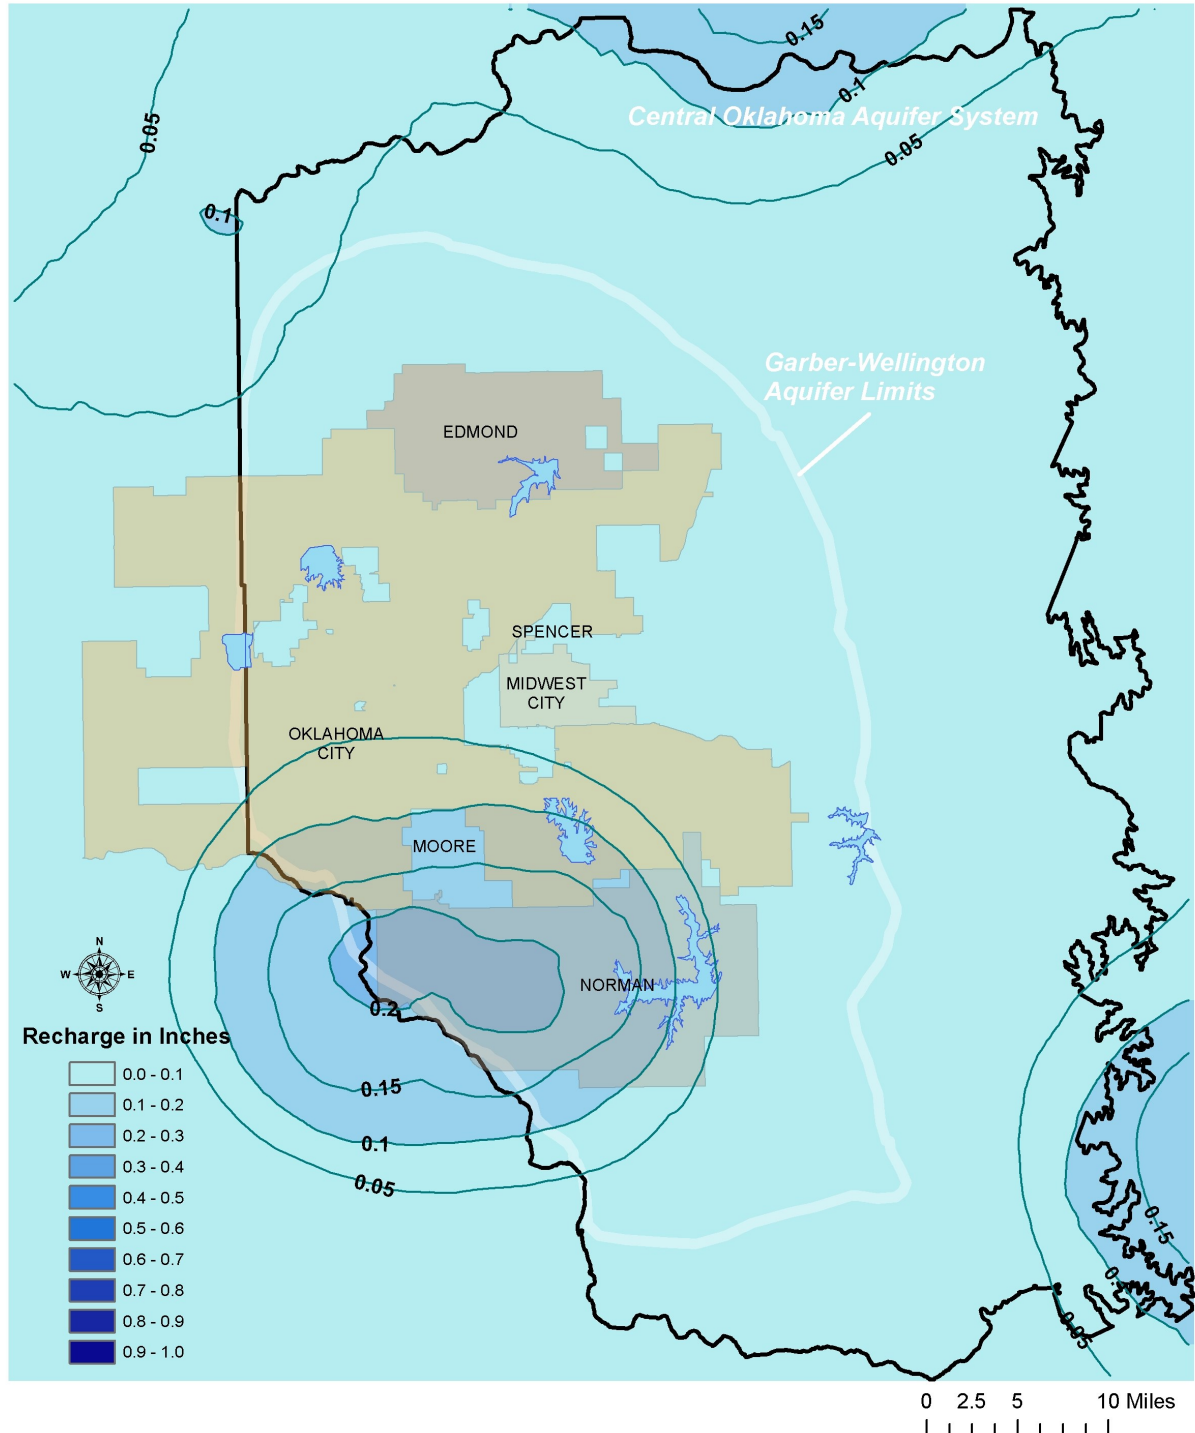 0.15
0.1
Central Oklahoma Aquifer System
0.05
0.05
0.1
Garber-Wellington
Aquifer Limits
EDMOND
SPENCER
MIDWEST
CITY
OKLAHOMA
CITY
MOORE
NORMAN
N
W
E
S
0.2
0.15
0.1
0.05
0.15
0.05
Recharge in Inches
0.0 - 0.1
0.1 - 0.2
0.2 - 0.3
0.3 - 0.4
0.4 - 0.5
0.5 - 0.6
0.6 - 0.7
0.7 - 0.8
0.8 - 0.9
0.9 - 1.0
0 2.5 5 10 Miles